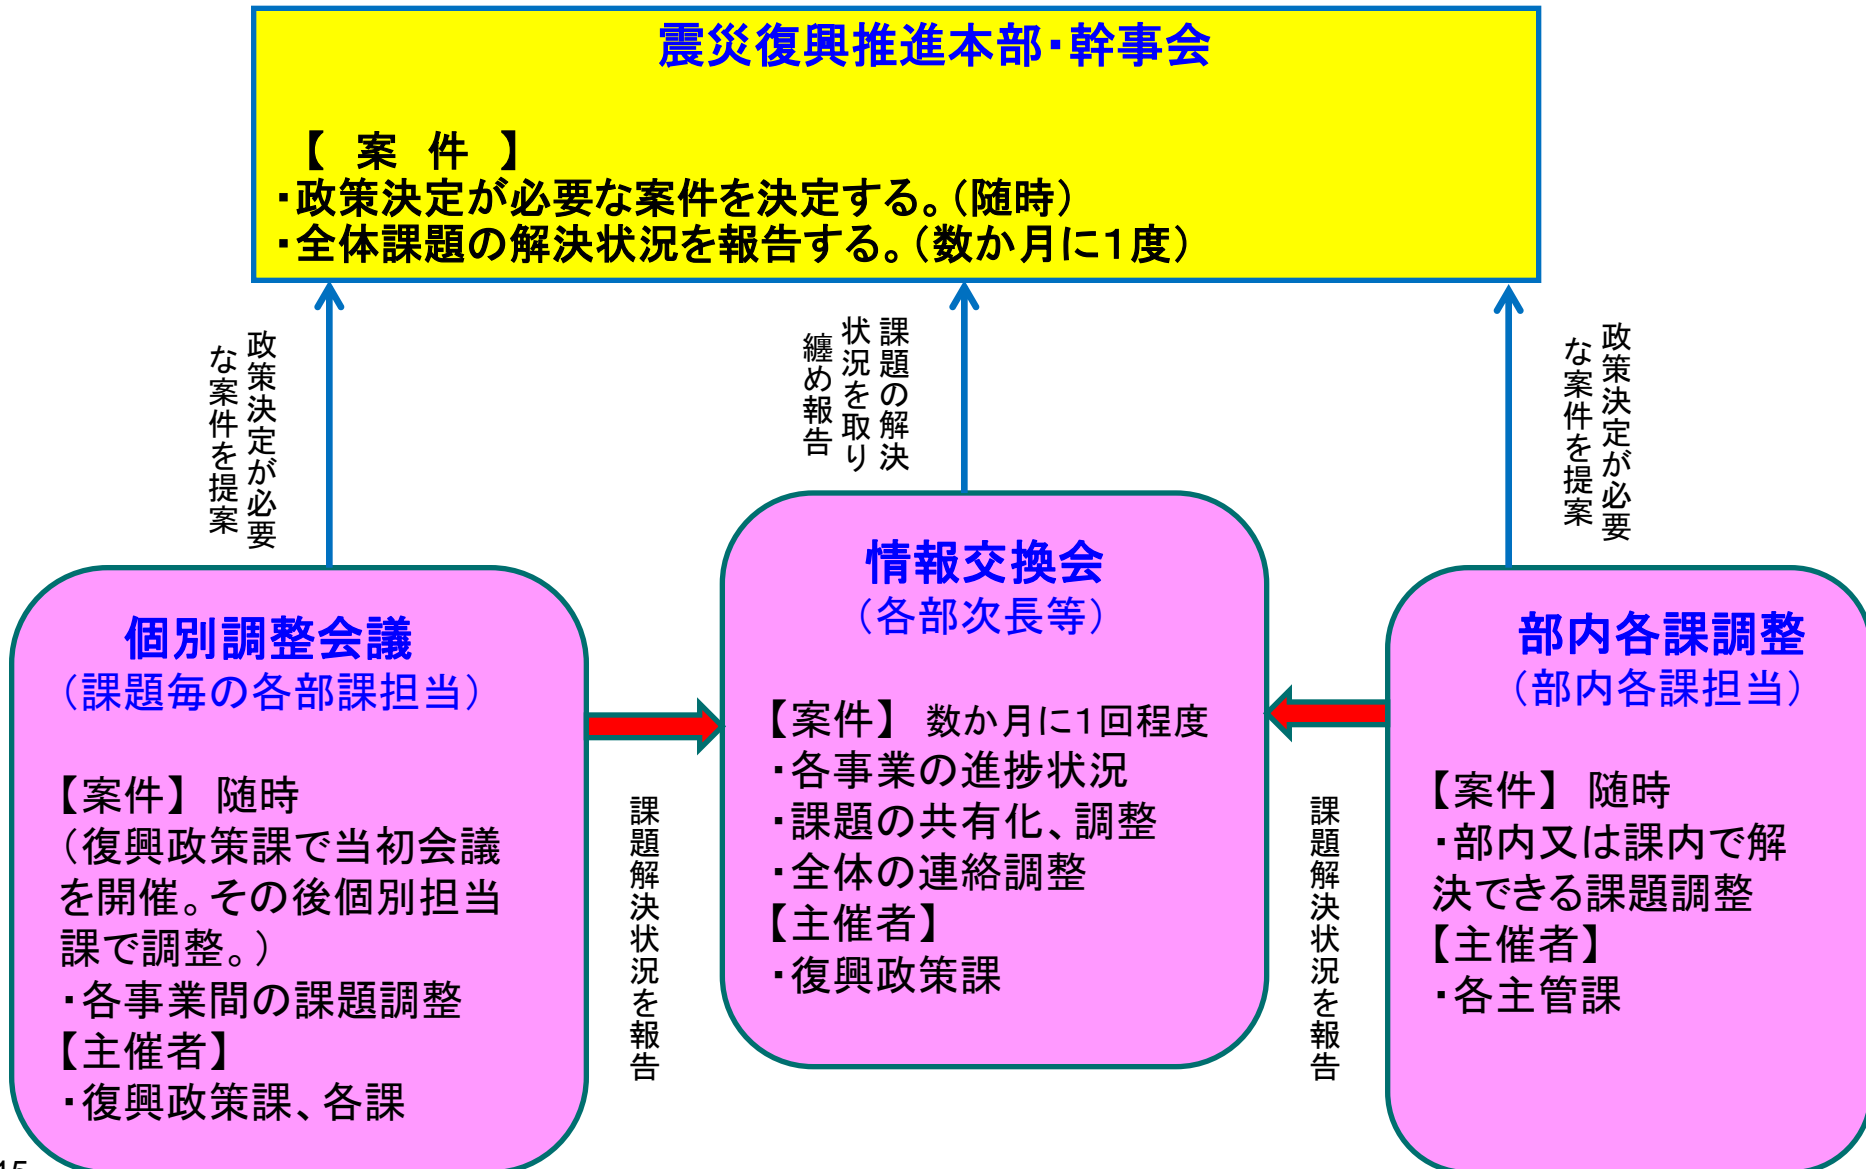 震災復興推進本部・幹事会
【 案 件 】
・政策決定が必要な案件を決定する。（随時）
・全体課題の解決状況を報告する。（数か月に１度）
政策決定が必要
な案件を提案
課題の解決
状況を取り
纏め報告
政策決定が必要
な案件を提案
個別調整会議
（課題毎の各部課担当）
【案件】 随時
（復興政策課で当初会議
を開催。その後個別担当
課で調整。）
・各事業間の課題調整
【主催者】
・復興政策課、各課
課題解決状況を報告
情報交換会
（各部次長等）
【案件】 数か月に１回程度
・各事業の進捗状況
・課題の共有化、調整
・全体の連絡調整
【主催者】
・復興政策課
課題解決状況を報告
部内各課調整
（部内各課担当）
【案件】 随時
・部内又は課内で解
決できる課題調整
【主催者】
・各主管課